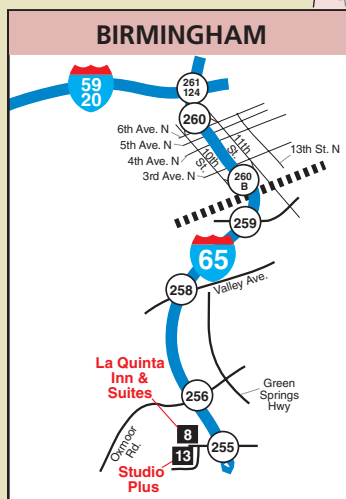 BIRMINGHAM
59
20
261
124
260
6th Ave. N
5th Ave. N
4th Ave. N
3rd Ave. N
10th
St.
11th
St.
13th St. N
260
B
259
65
258
Valley Ave.
La Quinta
Inn &
Suites
Green
Springs
Hwy
256
Oxmoor
Rd.
8
13
255
Studio
Plus